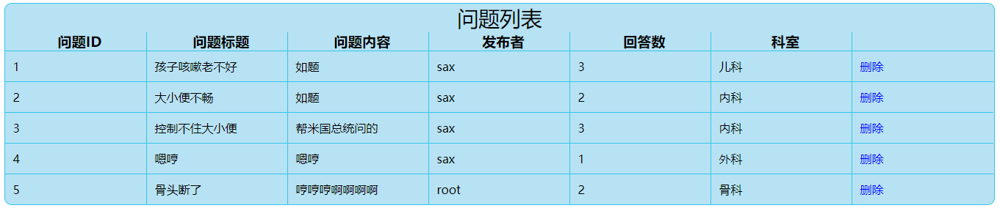 问题列表
问题ID 问题标题 问题内容 发布者 回答数 科室
1 孩子咳嗽老不好 如题 sax 3 儿科 删除
2 大小便不畅 如题 sax 2 内科 删除
3 控制不住大小便 帮米国总统问的 sax 3 内科 删除
4 嗯哼 嗯哼 sax 1 外科 删除
5 骨头断了 哼哼哼啊啊啊啊 root 2 骨科 删除